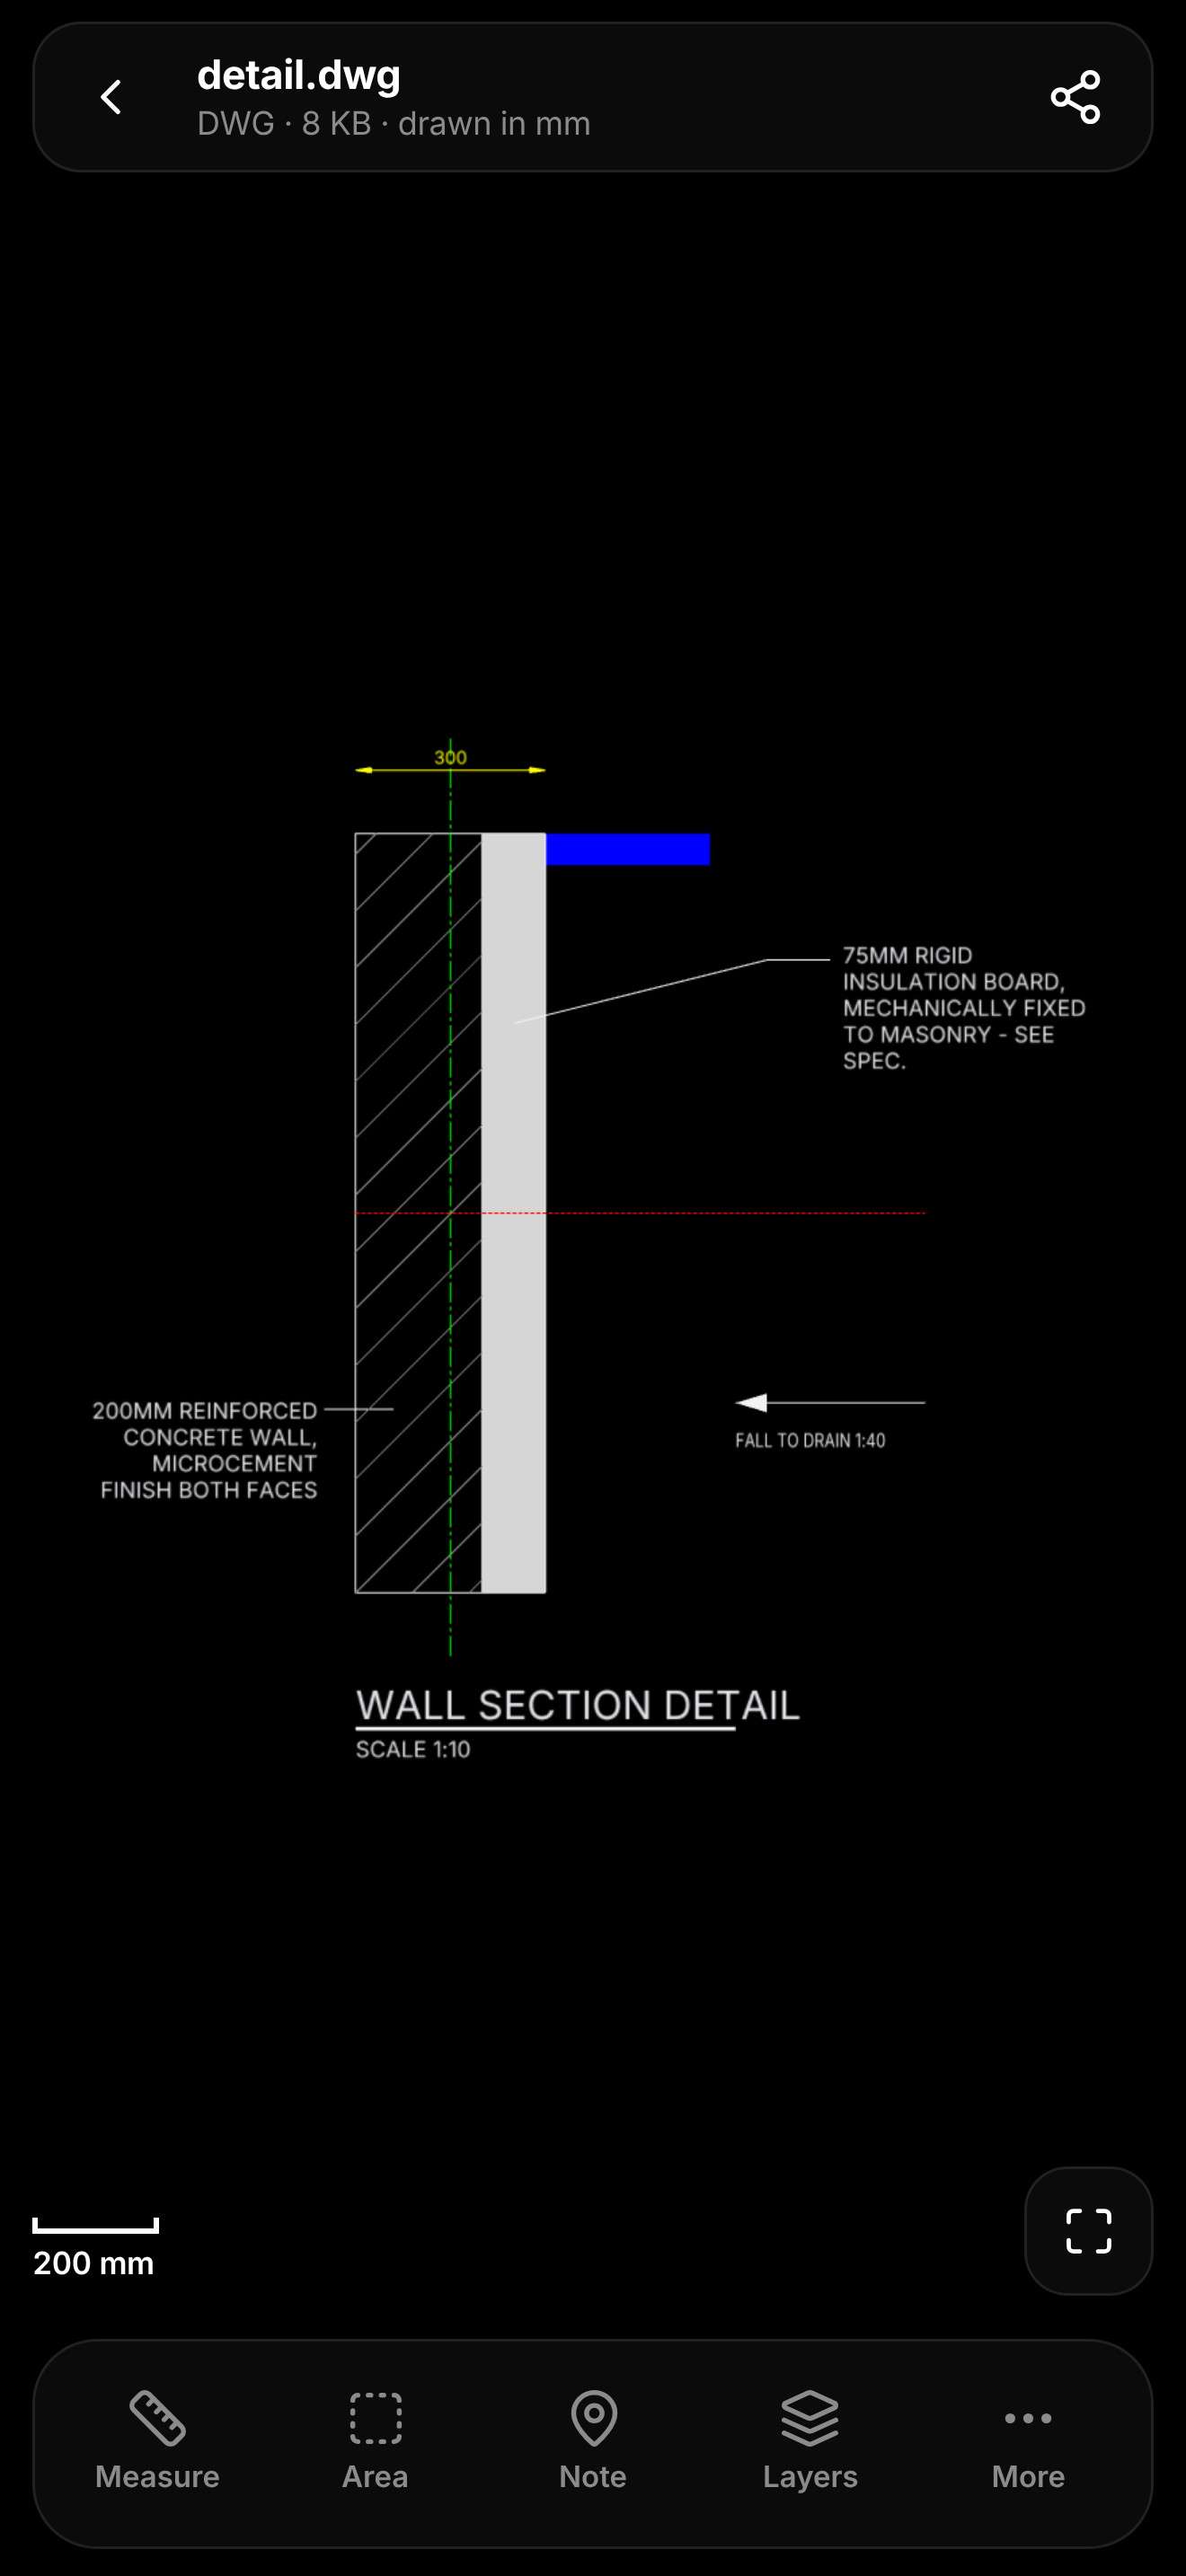 detail.dwg
DWG · 8 KB · drawn in mm
300
75MM RIGID
INSULATION BOARD,
MECHANICALLY FIXED
TO MASONRY - SEE
SPEC.
200MM REINFORCED
CONCRETE WALL,
MICROCEMENT
FINISH BOTH FACES
FALL TO DRAIN 1:40
WALL SECTION DETAIL
SCALE 1:10
200 mm
Measure
Area
Note
Layers
More